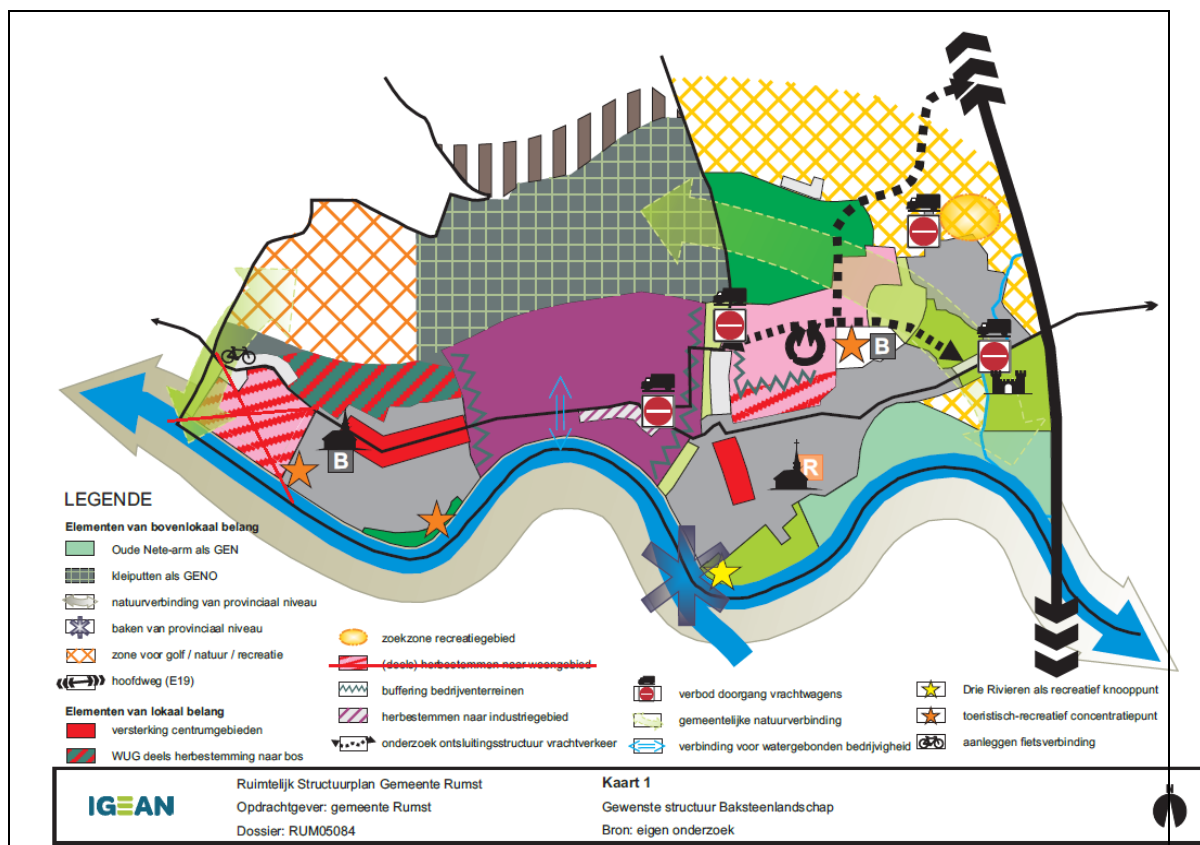 B
B
R
LEGENDE
Elementen van bovenlokaal belang
Oude Nete-arm als GEN
kleiputten als GENO
natuurverbinding van provinciaal niveau
baken van provinciaal niveau
zone voor golf / natuur / recreatie
hoofdweg (E19)
Elementen van lokaal belang
versterking centrumgebieden
WUG deels herbestemming naar bos
zoekzone recreatiegebied
(deels) herbestemmen naar woongebied
buffering bedrijventerreinen
herbestemmen naar industriegebied
onderzoek ontsluitingsstructuur vrachtverkeer
verbod doorgang vrachtwagens
gemeentelijke natuurverbinding
verbinding voor watergebonden bedrijvigheid
Drie Rivieren als recreatief knooppunt
toeristisch-recreatief concentratiepunt
aanleggen fietsverbinding
IGEAN
Ruimtelijk Structuurplan Gemeente Rumst
Opdrachtgever: gemeente Rumst
Dossier: RUM05084
Kaart 1
Gewenste structuur Baksteenlandschap
Bron: eigen onderzoek
N